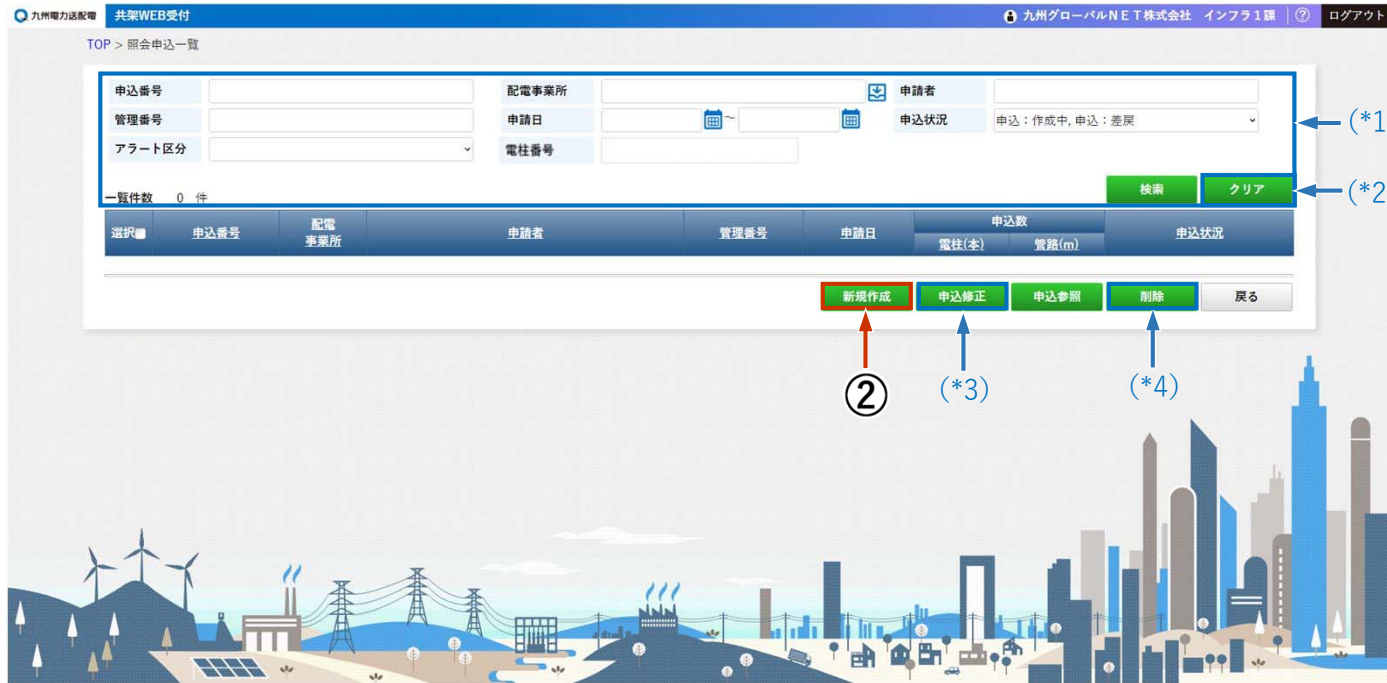 九州電力送配電 共架WEB受付 九州グローバルNET株式会社 インフラ1課 ? ログアウト
TOP > 照会申込一覧
申込番号 配電事業所 申請者
管理番号 申請日 ~ 申込状況 申込：作成中, 申込：差戻 (*1
アラート区分 電柱番号
一覧件数 0 件 検索 クリア (*2
選択 申込番号 配電事業所 申請者 管理番号 申請日 申込数 申込状況
電柱(本) 管路(m)
新規作成 申込修正 申込参照 削除 戻る
② (*3) (*4)